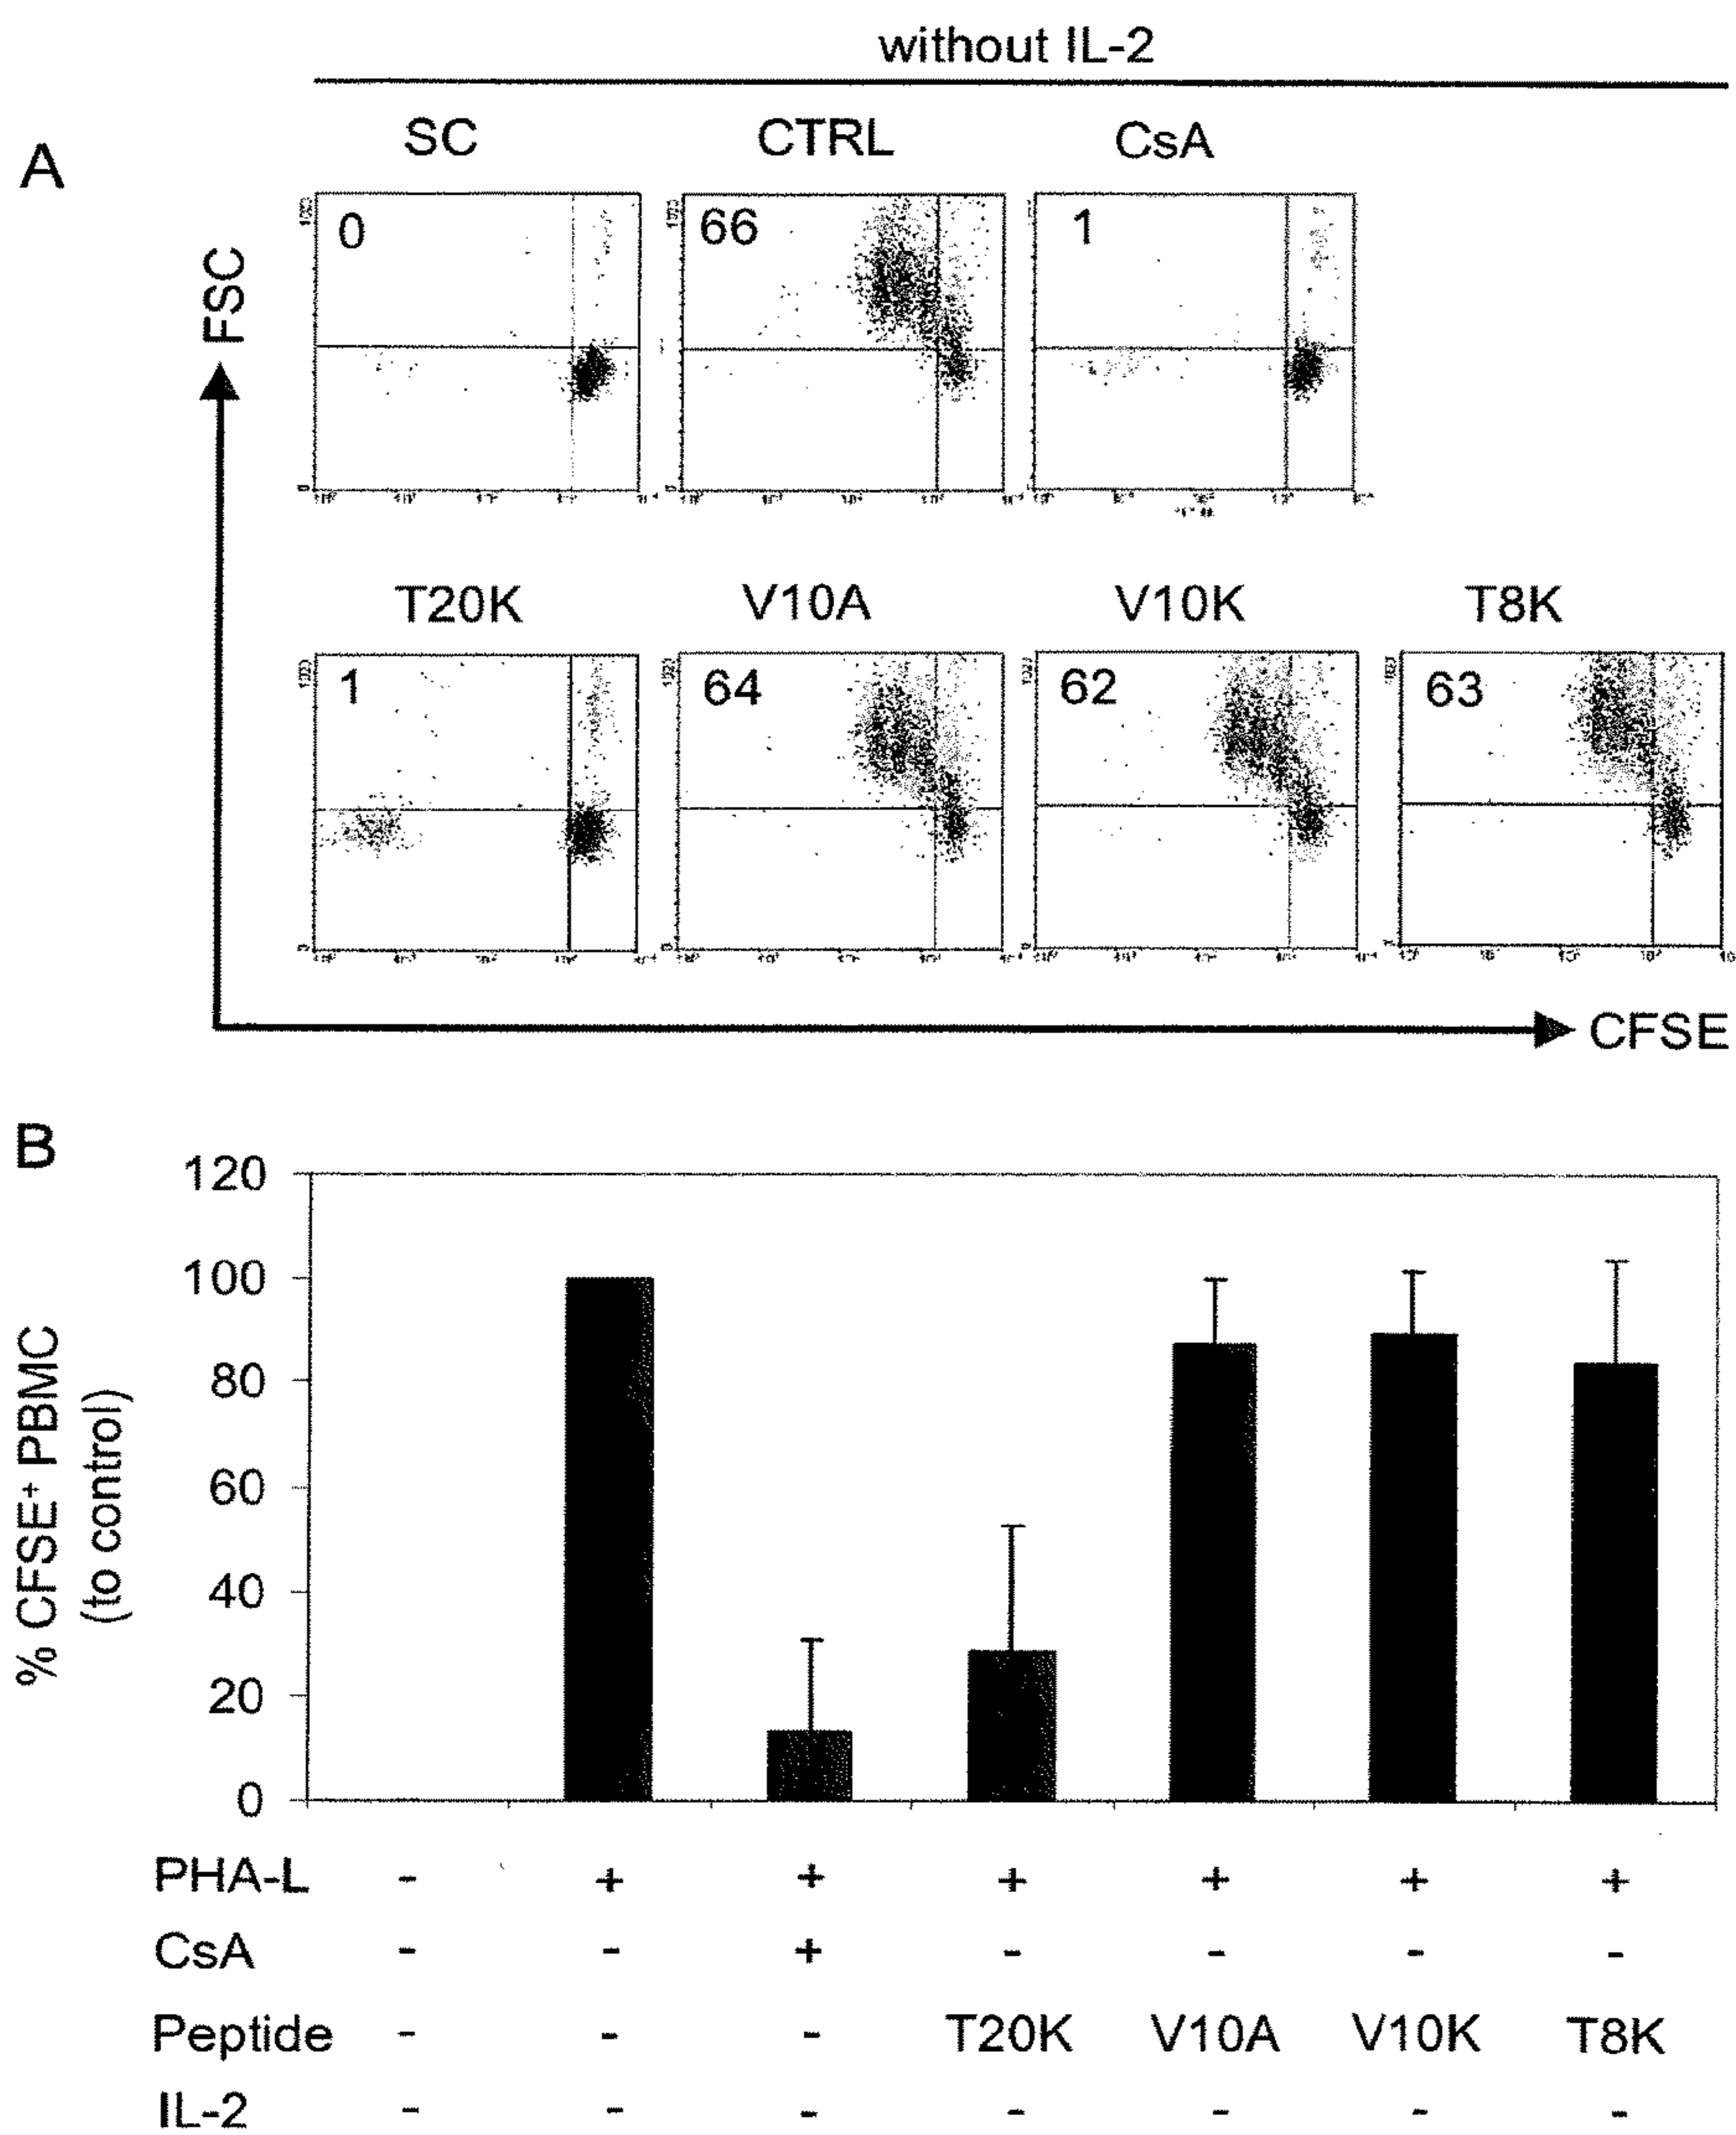 without IL-2
A
SC CTRL CsA
0 66 1
FSC
T20K V10A V10K T8K
1 64 62 63
CFSE
B
120
100
80
60
40
20
0
% CFSE⁺ PBMC
(to control)
PHA-L - + + + + + +
CsA - - + - - - -
Peptide - - - T20K V10A V10K T8K
IL-2 - - - - - - -